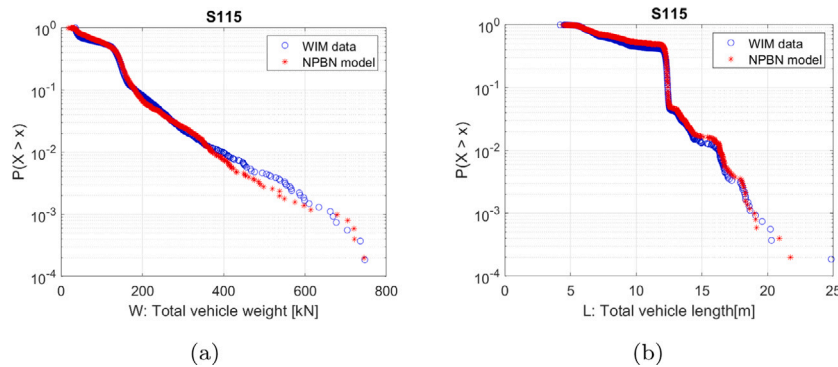 S115
WIM data
NPBN model
P(X > x)
10^0
10^-1
10^-2
10^-3
10^-4
0 200 400 600 800
W: Total vehicle weight [kN]
(a)
S115
WIM data
NPBN model
P(X > x)
10^0
10^-1
10^-2
10^-3
10^-4
0 5 10 15 20 25
L: Total vehicle length[m]
(b)